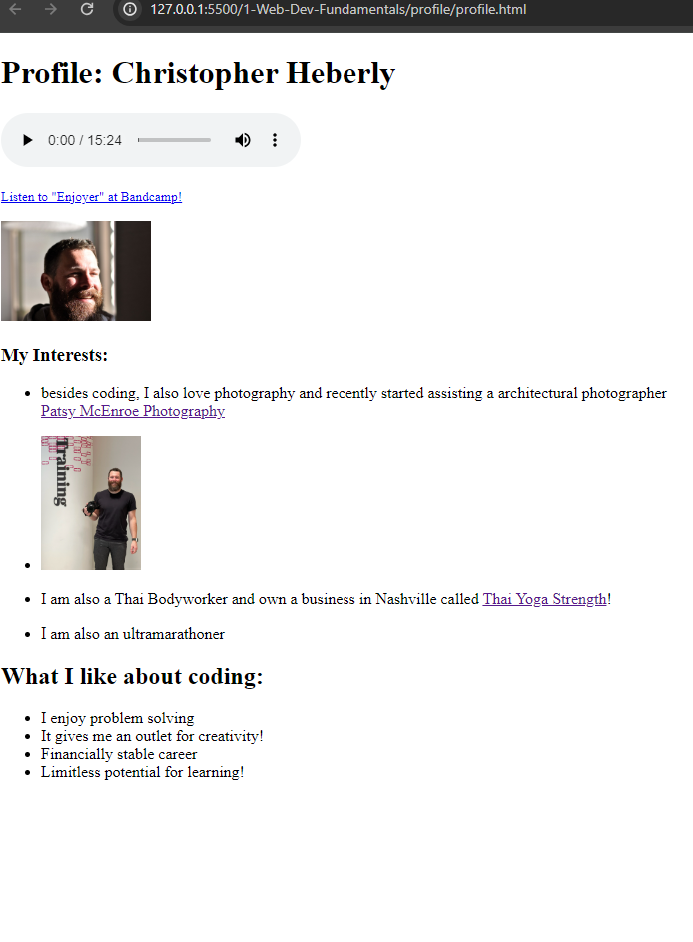 127.0.0.1:5500/1-Web-Dev-Fundamentals/profile/profile.html
Profile: Christopher Heberly
0:00 / 15:24
Listen to "Enjoyer" at Bandcamp!
My Interests:
besides coding, I also love photography and recently started assisting a architectural photographer
Patsy McEnroe Photography
Training
I am also a Thai Bodyworker and own a business in Nashville called Thai Yoga Strength!
I am also an ultramarathoner
What I like about coding:
I enjoy problem solving
It gives me an outlet for creativity!
Financially stable career
Limitless potential for learning!